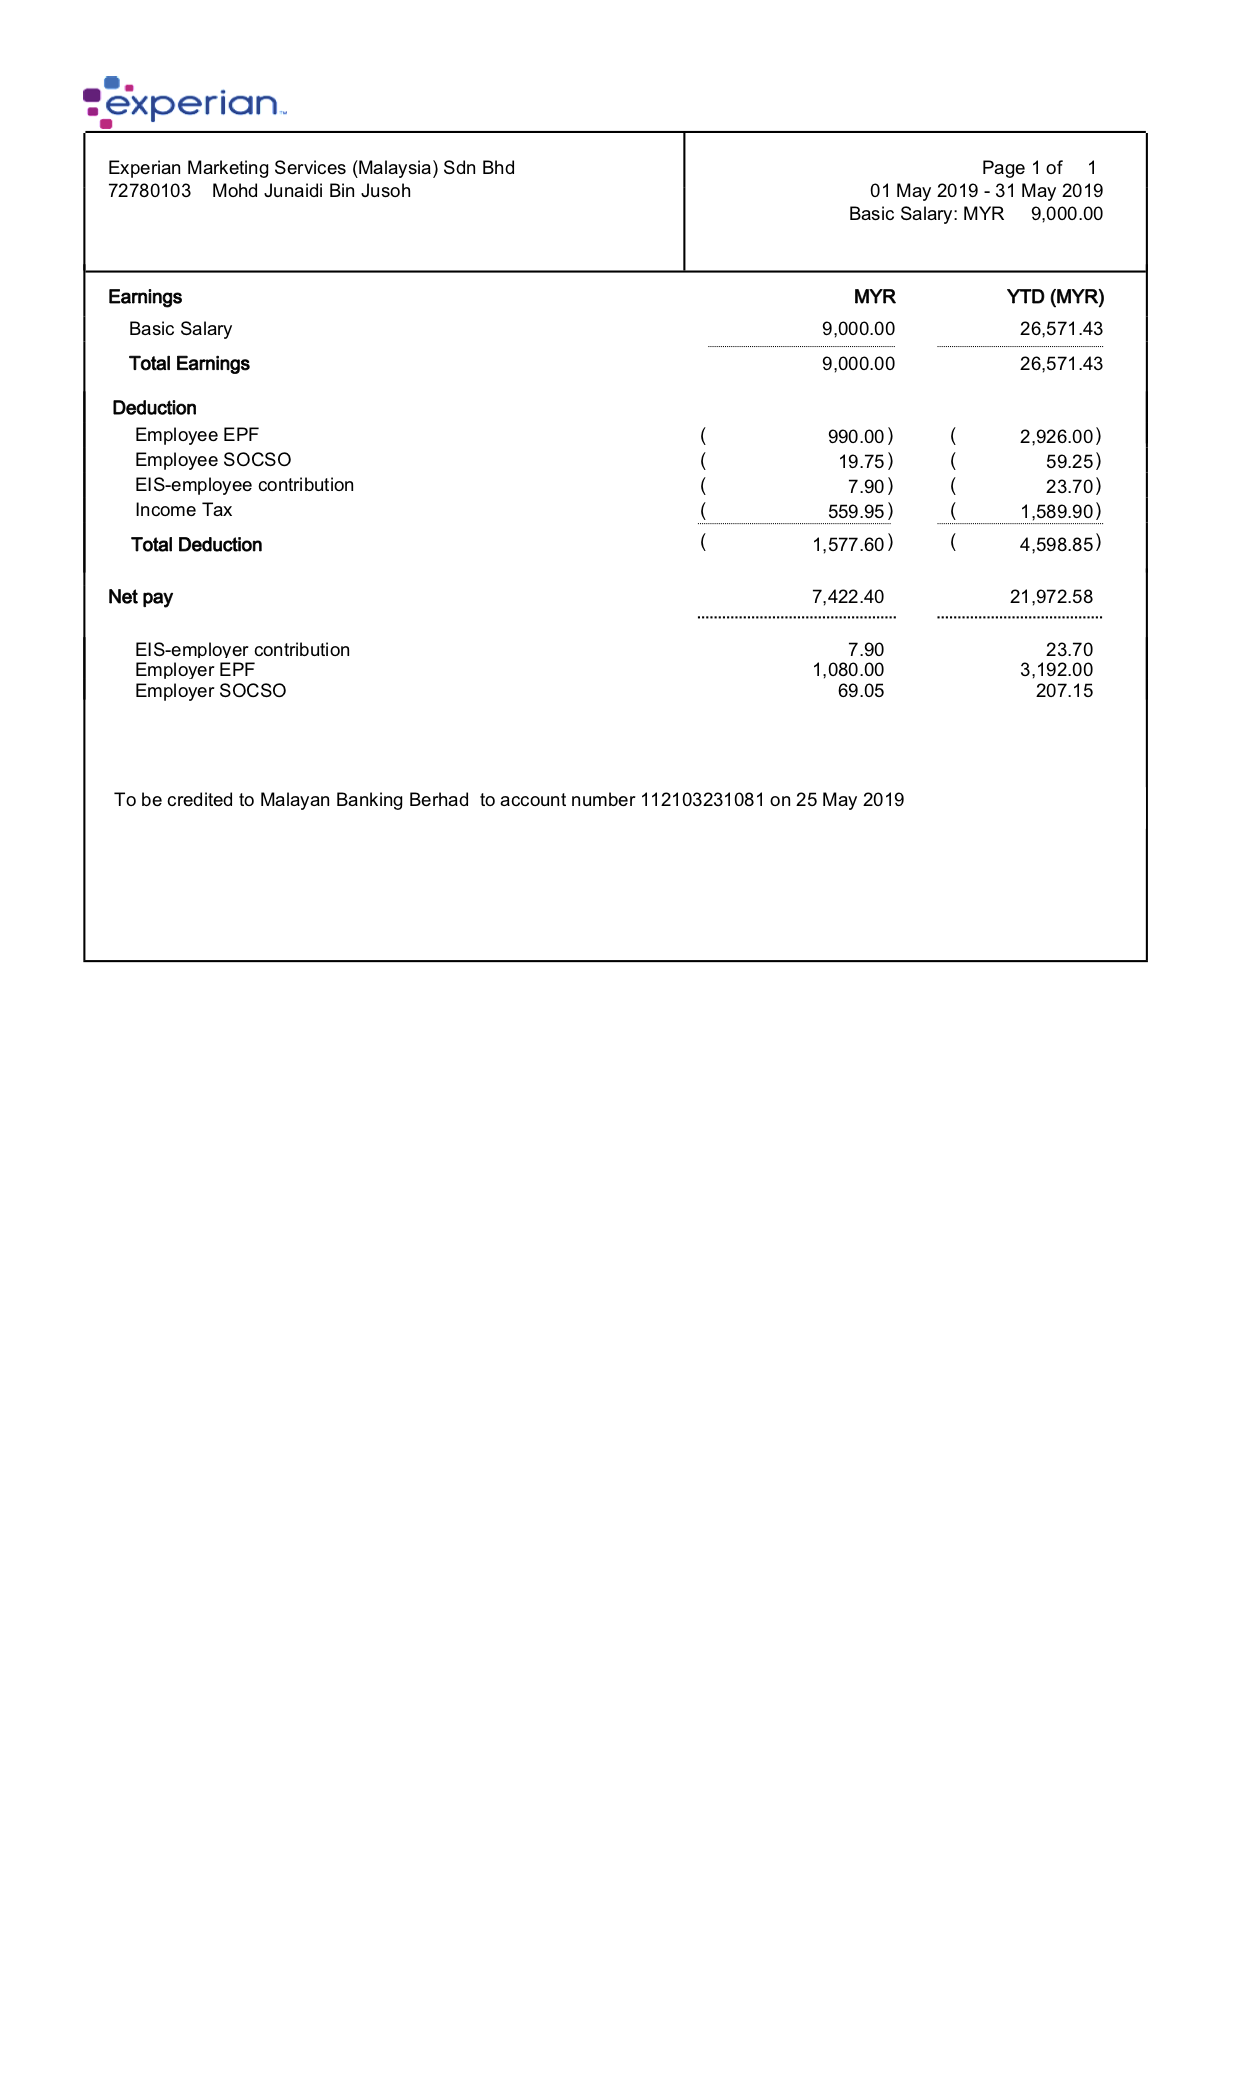 experian™
Experian Marketing Services (Malaysia) Sdn Bhd
72780103 Mohd Junaidi Bin Jusoh
Page 1 of 1
01 May 2019 - 31 May 2019
Basic Salary: MYR 9,000.00
Earnings MYR YTD (MYR)
Basic Salary 9,000.00 26,571.43
Total Earnings 9,000.00 26,571.43
Deduction
Employee EPF ( 990.00) ( 2,926.00)
Employee SOCSO ( 19.75) ( 59.25)
EIS-employee contribution ( 7.90) ( 23.70)
Income Tax ( 559.95) ( 1,589.90)
Total Deduction ( 1,577.60) ( 4,598.85)
Net pay 7,422.40 21,972.58
EIS-employer contribution 7.90 23.70
Employer EPF 1,080.00 3,192.00
Employer SOCSO 69.05 207.15
To be credited to Malayan Banking Berhad to account number 112103231081 on 25 May 2019